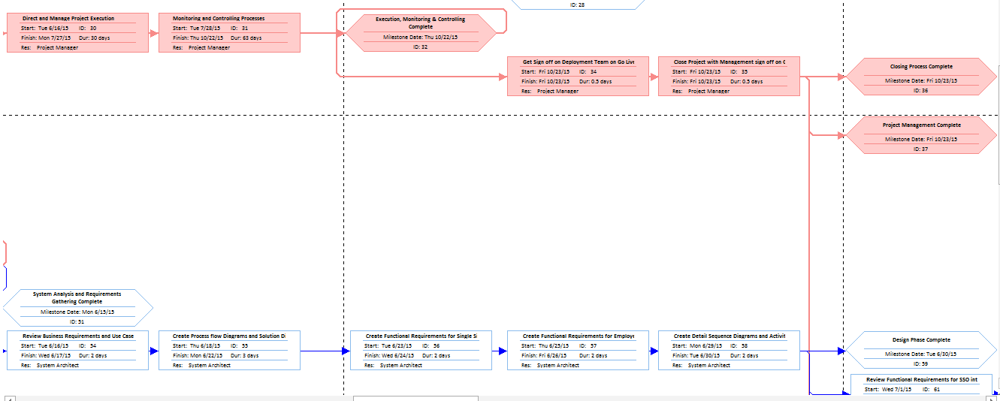 ID: 28
Direct and Manage Project Execution
Start: Tue 6/16/15 ID: 30
Finish: Mon 7/27/15 Dur: 30 days
Res: Project Manager
Monitoring and Controlling Processes
Start: Tue 7/28/15 ID: 31
Finish: Thu 10/22/15 Dur: 63 days
Res: Project Manager
Execution, Monitoring & Controlling
Complete
Milestone Date: Thu 10/22/15
ID: 32
Get Sign off on Deployment Team on Go Live
Start: Fri 10/23/15 ID: 34
Finish: Fri 10/23/15 Dur: 0.5 days
Res: Project Manager
Close Project with Management sign off on G
Start: Fri 10/23/15 ID: 35
Finish: Fri 10/23/15 Dur: 0.5 days
Res: Project Manager
Closing Process Complete
Milestone Date: Fri 10/23/15
ID: 36
Project Management Complete
Milestone Date: Fri 10/23/15
ID: 37
System Analysis and Requirements
Gathering Complete
Milestone Date: Mon 6/15/15
ID: 51
Review Business Requirements and Use Case
Start: Tue 6/16/15 ID: 54
Finish: Wed 6/17/15 Dur: 2 days
Res: System Architect
Create Process flow Diagrams and Solution Di
Start: Thu 6/18/15 ID: 55
Finish: Mon 6/22/15 Dur: 3 days
Res: System Architect
Create Functional Requirements for Single Si
Start: Tue 6/23/15 ID: 56
Finish: Wed 6/24/15 Dur: 2 days
Res: System Architect
Create Functional Requirements for Employe
Start: Thu 6/25/15 ID: 57
Finish: Fri 6/26/15 Dur: 2 days
Res: System Architect
Create Detail Sequence Diagrams and Activit
Start: Mon 6/29/15 ID: 58
Finish: Tue 6/30/15 Dur: 2 days
Res: System Architect
Design Phase Complete
Milestone Date: Tue 6/30/15
ID: 59
Review Functional Requirements for SSO int
Start: Wed 7/1/15 ID: 61